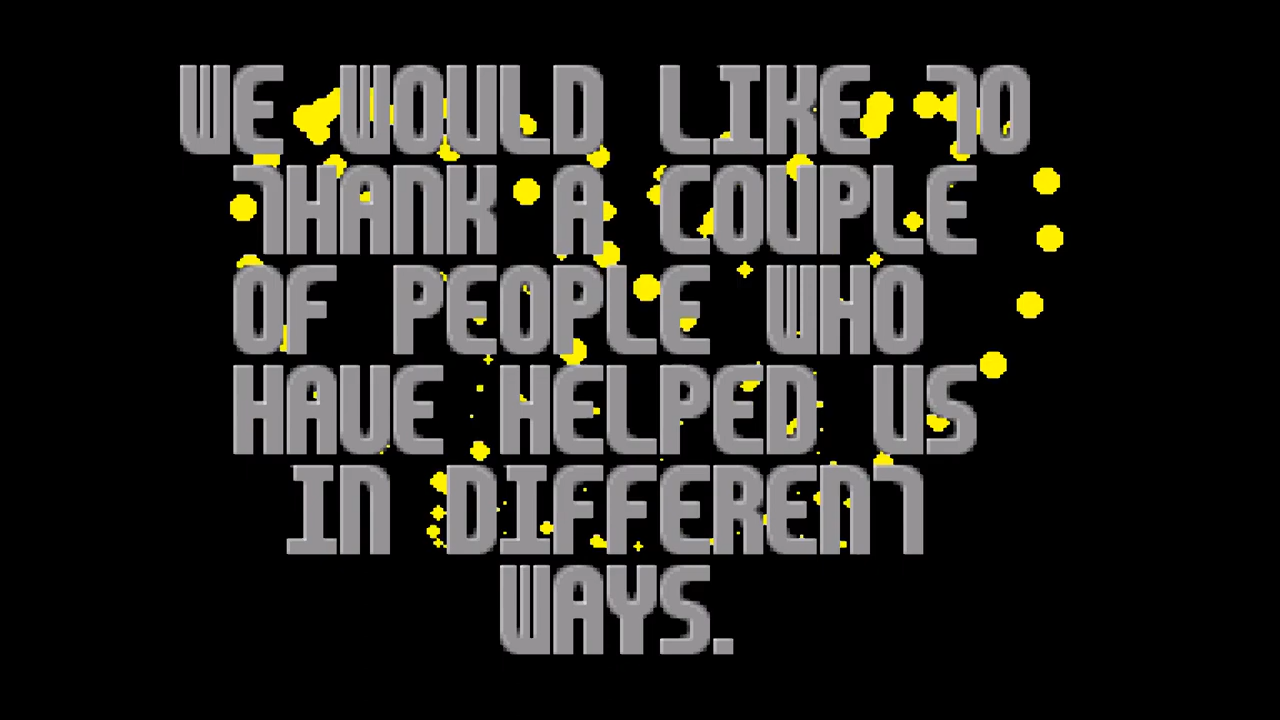 WE WOULD LIKE TO
THANK A COUPLE
OF PEOPLE WHO
HAVE HELPED US
IN DIFFERENT
WAYS.